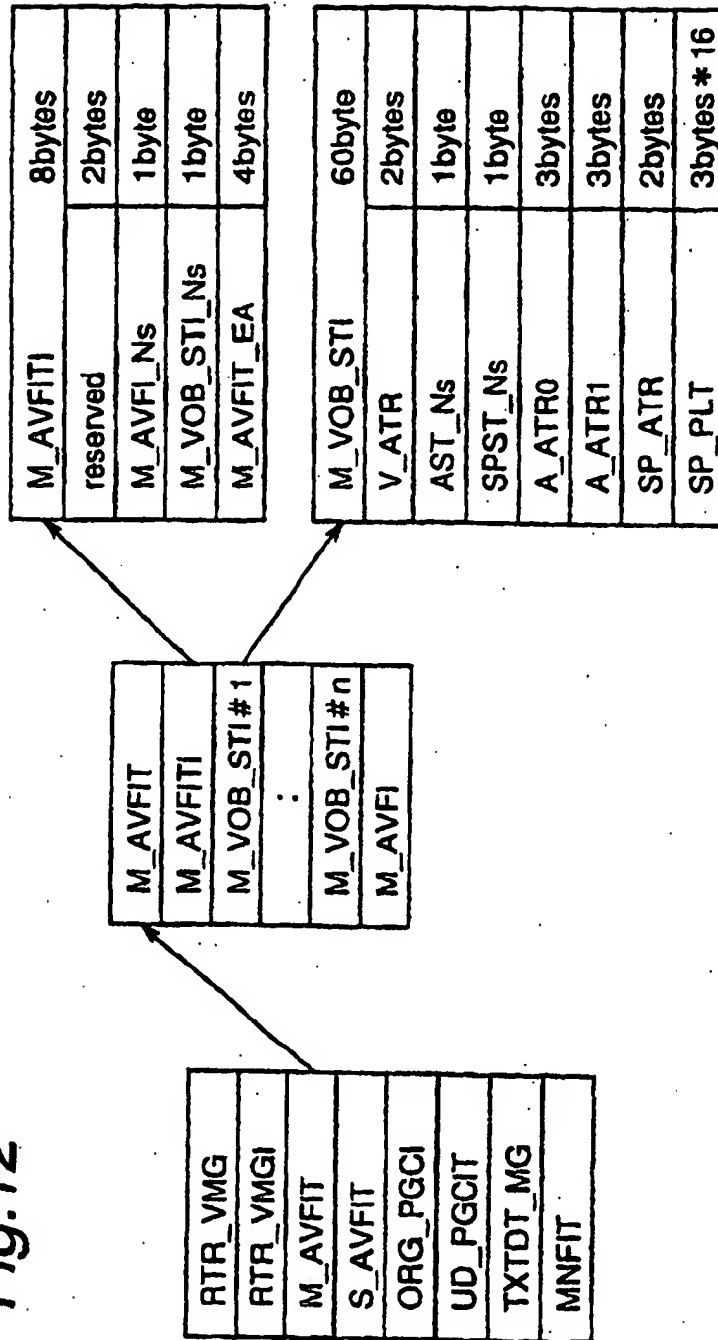 Fig.12
RTR_VMG
RTR_VMGI
M_AVFIT
S_AVFIT
ORG_PGCI
UD_PGCIT
TXTDT_MG
MNFIT
M_AVFIT
M_AVFITI
M_VOB_STI#1
:
M_VOB_STI#n
M_AVFI
M_AVFITI 8bytes
reserved 2bytes
M_AVFI_Ns 1byte
M_VOB_STI_Ns 1byte
M_AVFIT_EA 4bytes
M_VOB_STI 60byte
V_ATR 2bytes
AST_Ns 1byte
SPST_Ns 1byte
A_ATR0 3bytes
A_ATR1 3bytes
SP_ATR 2bytes
SP_PLT 3bytes*16